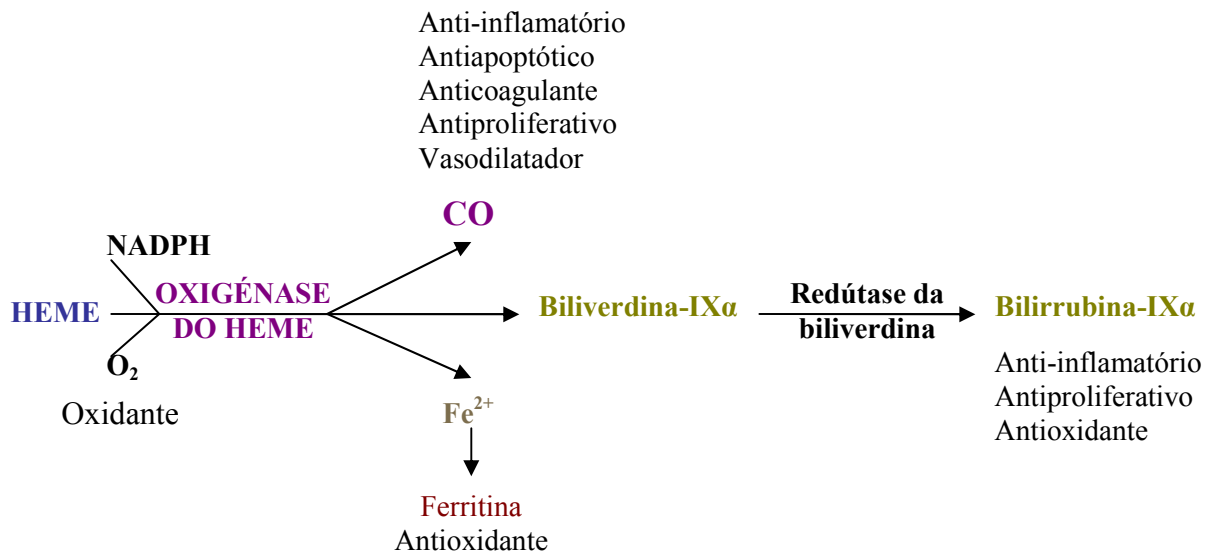 Anti-inflamatório
Antiapoptótico
Anticoagulante
Antiproliferativo
Vasodilatador
CO
NADPH
HEME
OXIGÉNASE
DO HEME
O₂
Oxidante
Biliverdina-IXα
Redútase da
biliverdina
Bilirrubina-IXα
Anti-inflamatório
Antiproliferativo
Antioxidante
Fe²⁺
Ferritina
Antioxidante